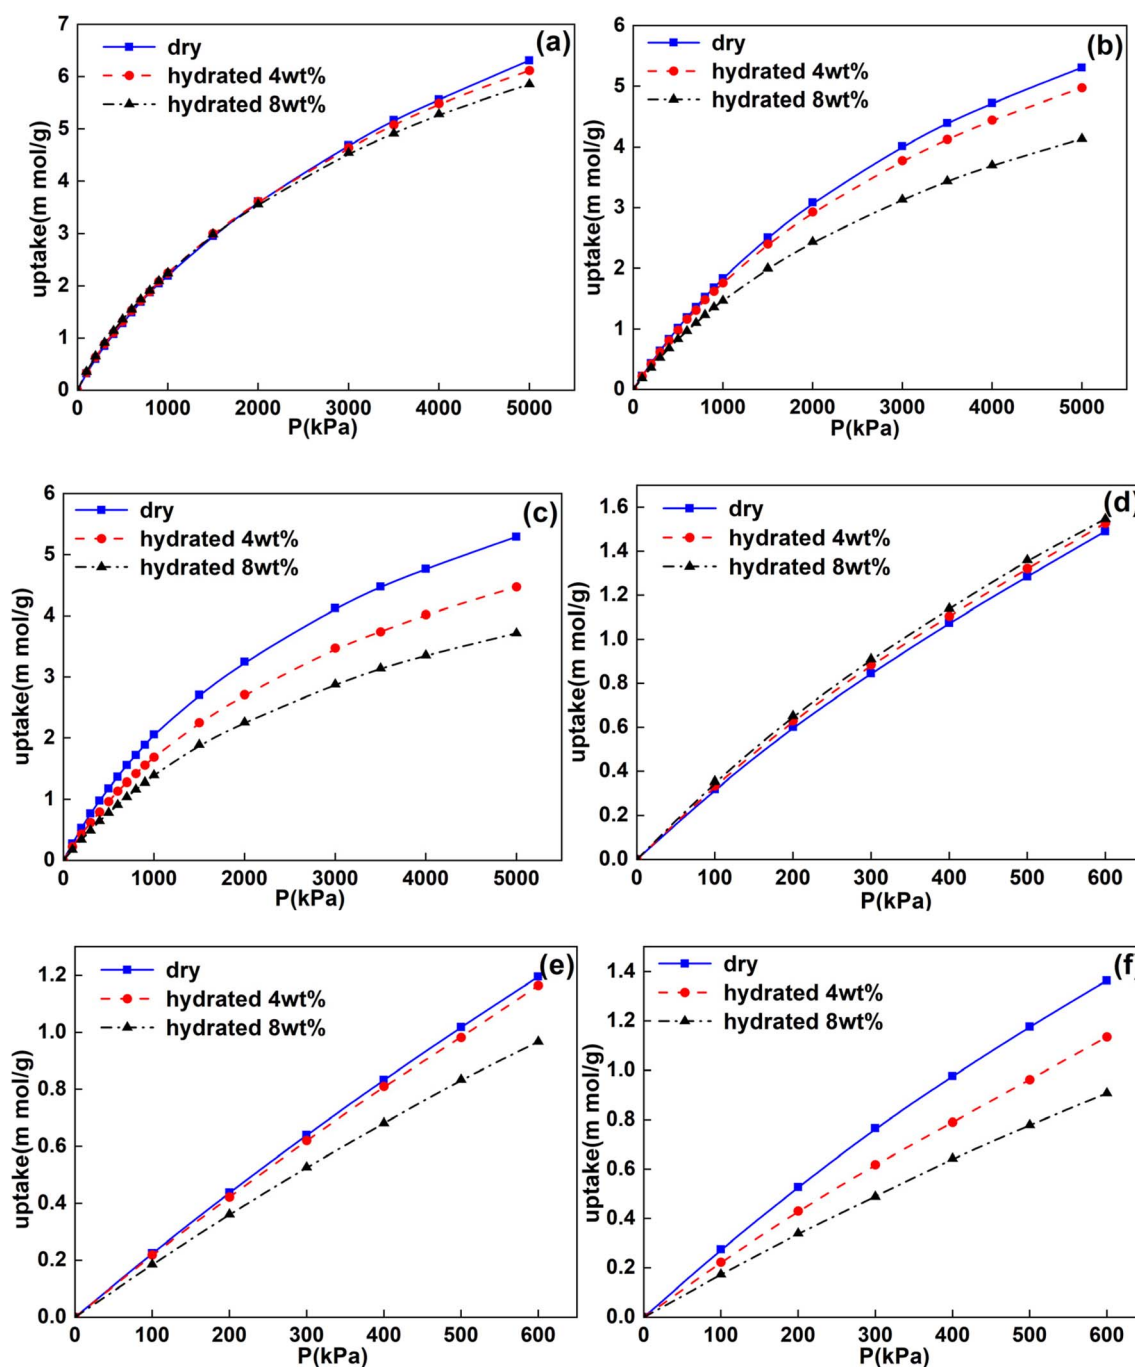 (a)
dry
hydrated 4wt%
hydrated 8wt%
7
6
5
4
3
2
1
0
uptake(m mol/g)
0 1000 2000 3000 4000 5000
P(kPa)
(b)
dry
hydrated 4wt%
hydrated 8wt%
6
5
4
3
2
1
0
uptake(m mol/g)
0 1000 2000 3000 4000 5000
P(kPa)
(c)
dry
hydrated 4wt%
hydrated 8wt%
6
5
4
3
2
1
0
uptake(m mol/g)
0 1000 2000 3000 4000 5000
P(kPa)
(d)
dry
hydrated 4wt%
hydrated 8wt%
1.6
1.4
1.2
1.0
0.8
0.6
0.4
0.2
0.0
uptake(m mol/g)
0 100 200 300 400 500 600
P(kPa)
(e)
dry
hydrated 4wt%
hydrated 8wt%
1.2
1.0
0.8
0.6
0.4
0.2
0.0
uptake(m mol/g)
0 100 200 300 400 500 600
P(kPa)
(f)
dry
hydrated 4wt%
hydrated 8wt%
1.4
1.2
1.0
0.8
0.6
0.4
0.2
0.0
uptake(m mol/g)
0 100 200 300 400 500 600
P(kPa)